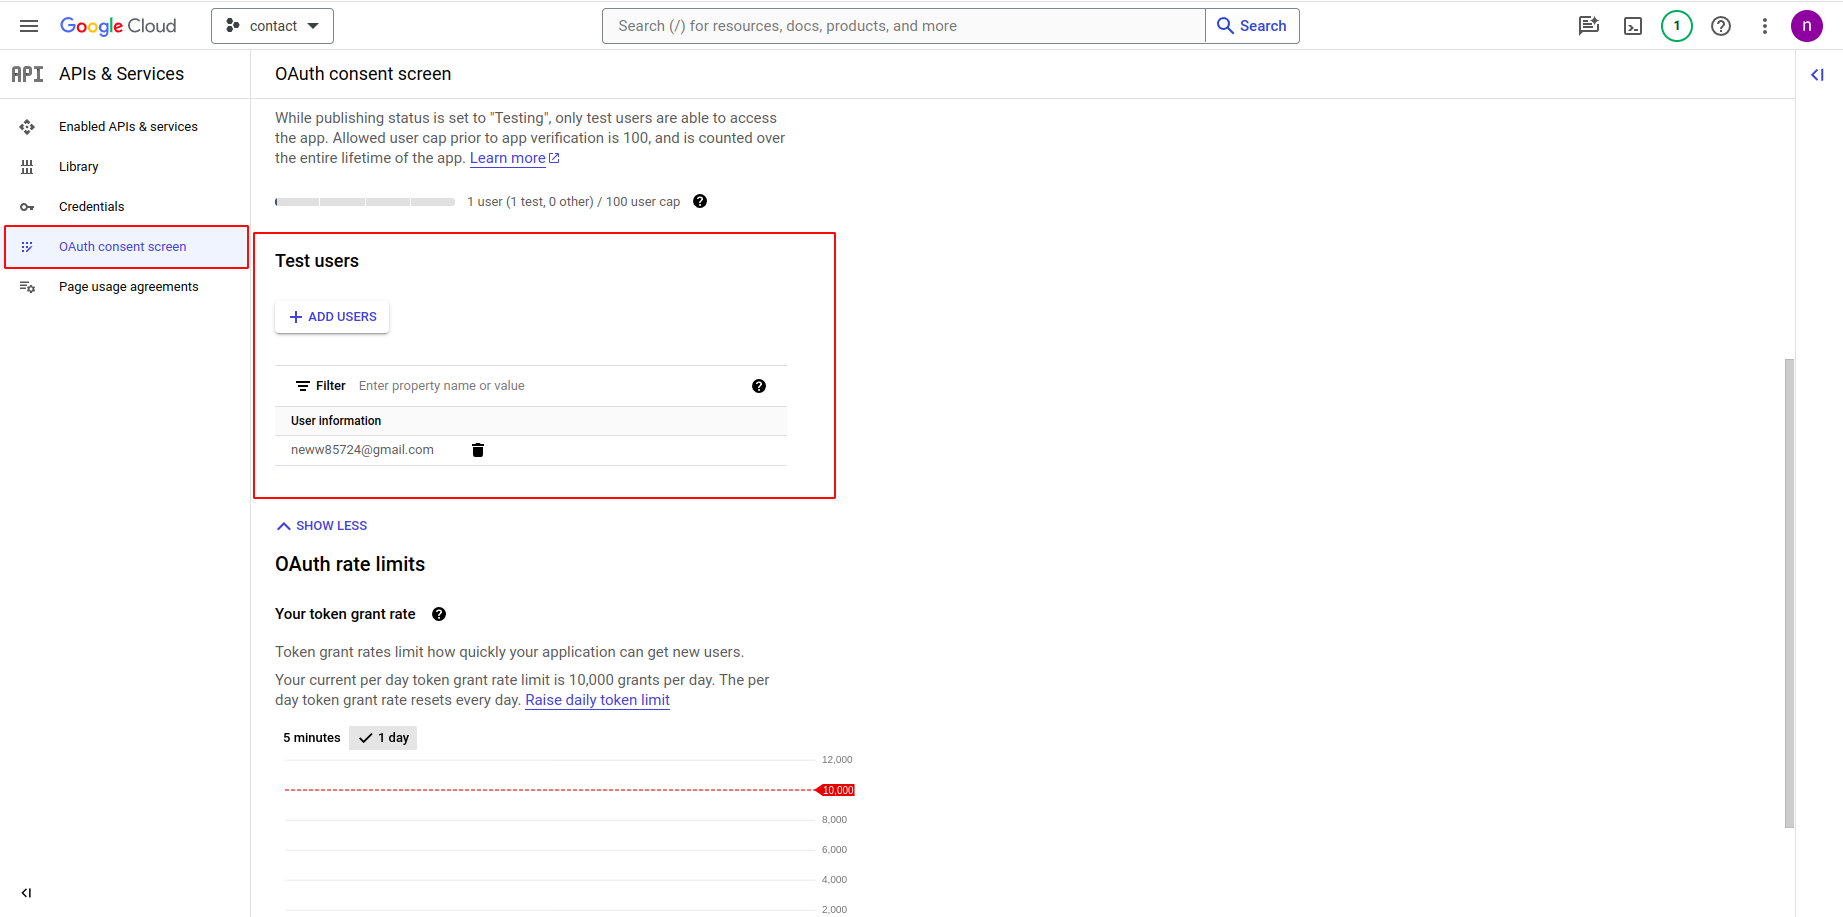 Google Cloud
contact
Search (/) for resources, docs, products, and more
Search
1
n
API
APIs & Services
OAuth consent screen
Enabled APIs & services
Library
Credentials
OAuth consent screen
Page usage agreements
While publishing status is set to "Testing", only test users are able to access
the app. Allowed user cap prior to app verification is 100, and is counted over
the entire lifetime of the app. Learn more
1 user (1 test, 0 other) / 100 user cap
Test users
ADD USERS
Filter Enter property name or value
User information
neww85724@gmail.com
SHOW LESS
OAuth rate limits
Your token grant rate
Token grant rates limit how quickly your application can get new users.
Your current per day token grant rate limit is 10,000 grants per day. The per
day token grant rate resets every day. Raise daily token limit
5 minutes
1 day
12,000
10,000
8,000
6,000
4,000
2,000